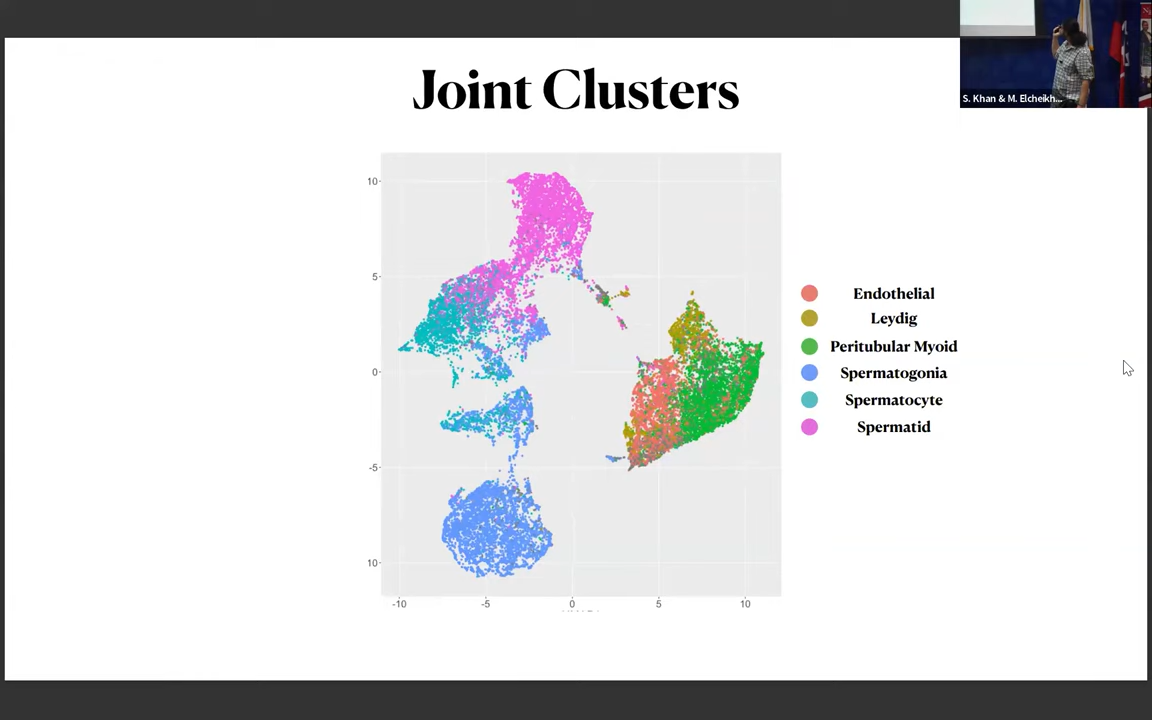 Joint Clusters
S. Khan & M. Elcheikh...
10
5
0
-5
10
-10
-5
0
5
10
Endothelial
Leydig
Peritubular Myoid
Spermatogonia
Spermatocyte
Spermatid